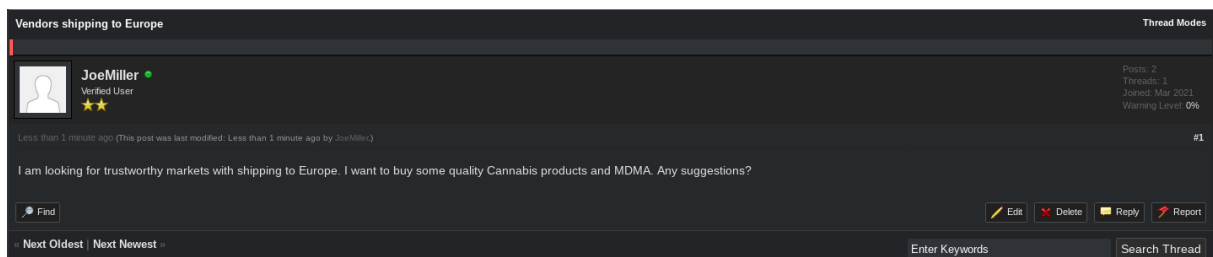 Vendors shipping to Europe
Thread Modes
JoeMiller
Verified User
Posts: 2
Threads: 1
Joined: Mar 2021
Warning Level: 0%
Less than 1 minute ago (This post was last modified: Less than 1 minute ago by JoeMiller.)
#1
I am looking for trustworthy markets with shipping to Europe. I want to buy some quality Cannabis products and MDMA. Any suggestions?
Find
Edit
Delete
Reply
Report
« Next Oldest | Next Newest »
Enter Keywords
Search Thread